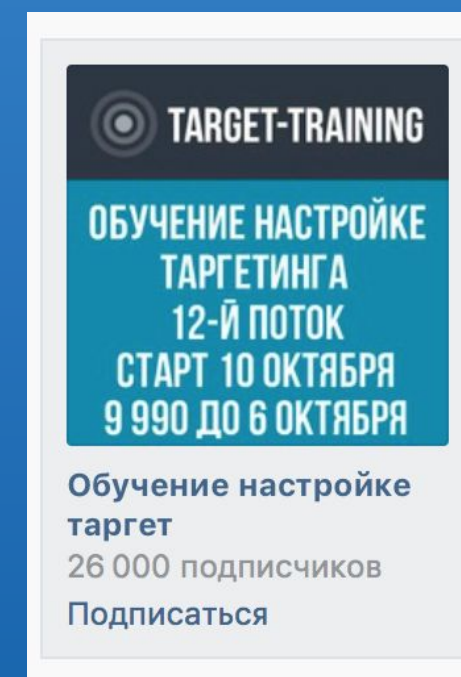 TARGET-TRAINING
ОБУЧЕНИЕ НАСТРОЙКЕ
ТАРГЕТИНГА
12-Й ПОТОК
СТАРТ 10 ОКТЯБРЯ
9 990 ДО 6 ОКТЯБРЯ
Обучение настройке
таргет
26 000 подписчиков
Подписаться